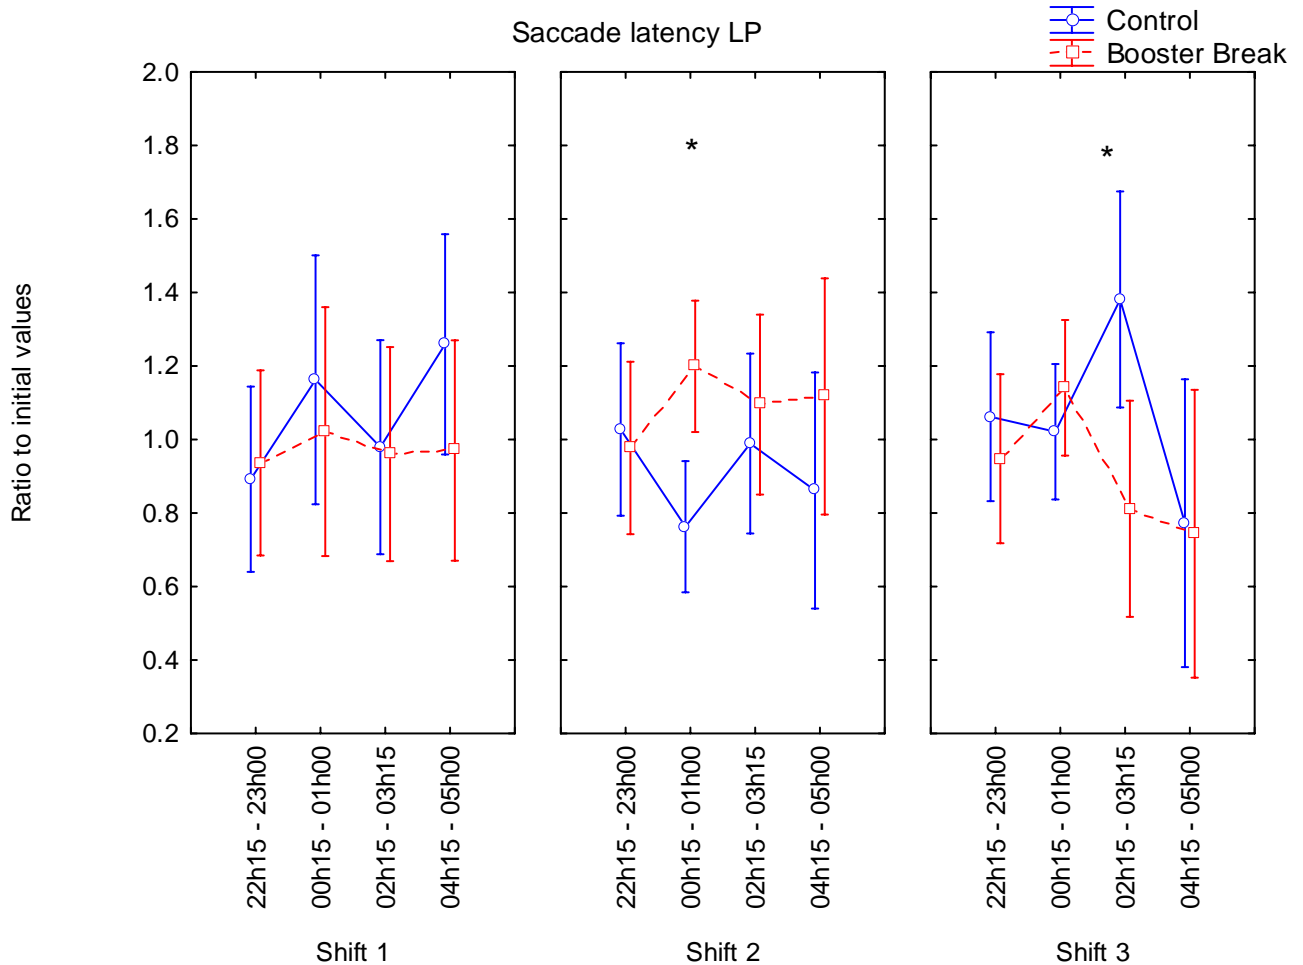 Saccade latency LP
Control
Booster Break
Ratio to initial values
2.0
1.8
1.6
1.4
1.2
1.0
0.8
0.6
0.4
0.2
*
*
22h15 - 23h00
00h15 - 01h00
02h15 - 03h15
04h15 - 05h00
22h15 - 23h00
00h15 - 01h00
02h15 - 03h15
04h15 - 05h00
22h15 - 23h00
00h15 - 01h00
02h15 - 03h15
04h15 - 05h00
Shift 1
Shift 2
Shift 3